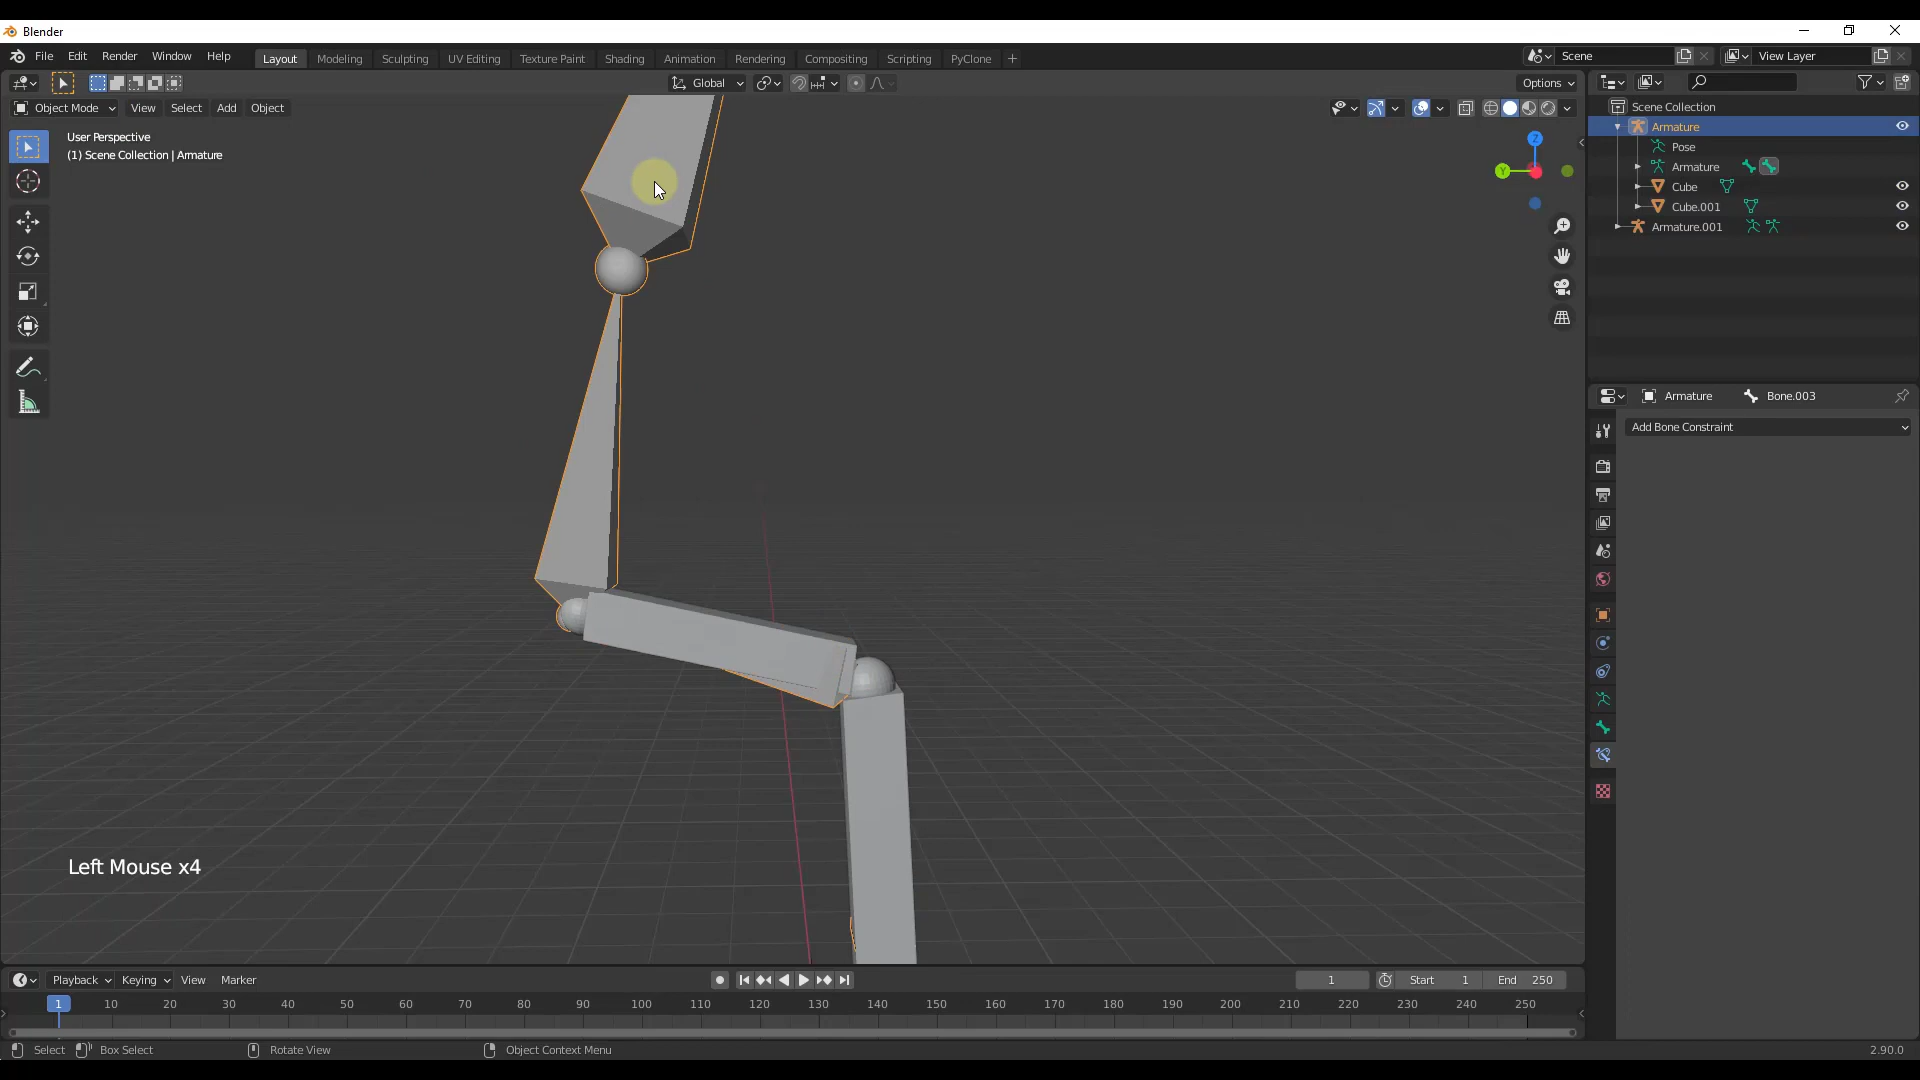 Blender
File Edit Render Window Help Layout Modeling Sculpting UV Editing Texture Paint Shading Animation Rendering Compositing Scripting PyClone + Scene View Layer
Global Options
Object Mode View Select Add Object
User Perspective
(1) Scene Collection | Armature
Z
Y
Scene Collection
Armature
Pose
Armature
Cube
Cube.001
Armature.001
Armature Bone.003
Add Bone Constraint
Left Mouse x4
Playback Keying View Marker 1 Start 1 End 250
1 10 20 30 40 50 60 70 80 90 100 110 120 130 140 150 160 170 180 190 200 210 220 230 240 250
Select Box Select Rotate View Object Context Menu 2.90.0